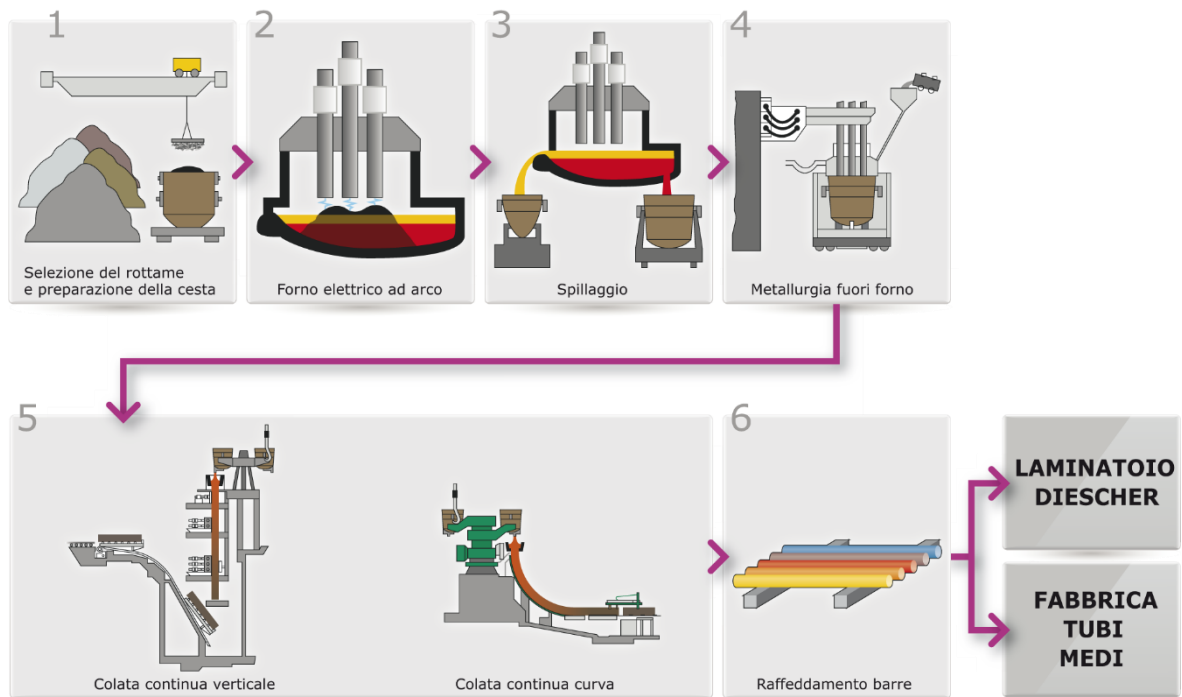 1
Selezione del rottame
e preparazione della cesta
2
Forno elettrico ad arco
3
Spillaggio
4
Metallurgia fuori forno
5
Colata continua verticale
Colata continua curva
6
Raffeddamento barre
LAMINATOIO
DIESCHER
FABBRICA
TUBI
MEDI